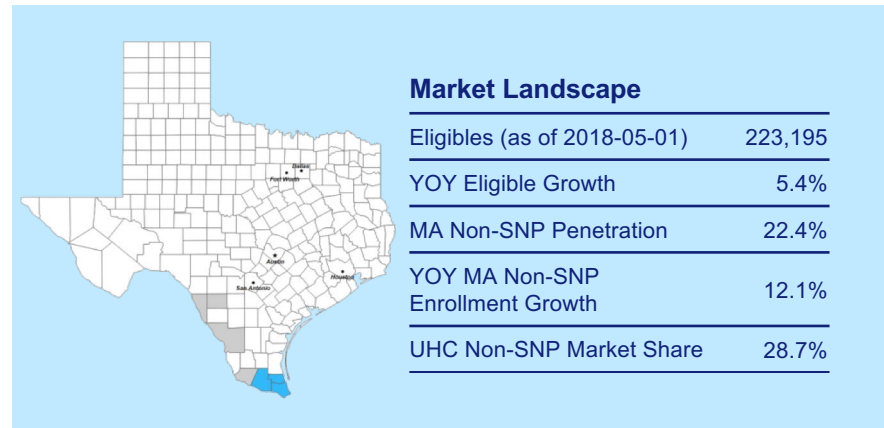 Market Landscape
Eligibles (as of 2018-05-01) 223,195
YOY Eligible Growth 5.4%
MA Non-SNP Penetration 22.4%
YOY MA Non-SNP
Enrollment Growth 12.1%
UHC Non-SNP Market Share 28.7%
Dallas
Fort Worth
Austin
San Antonio
Houston